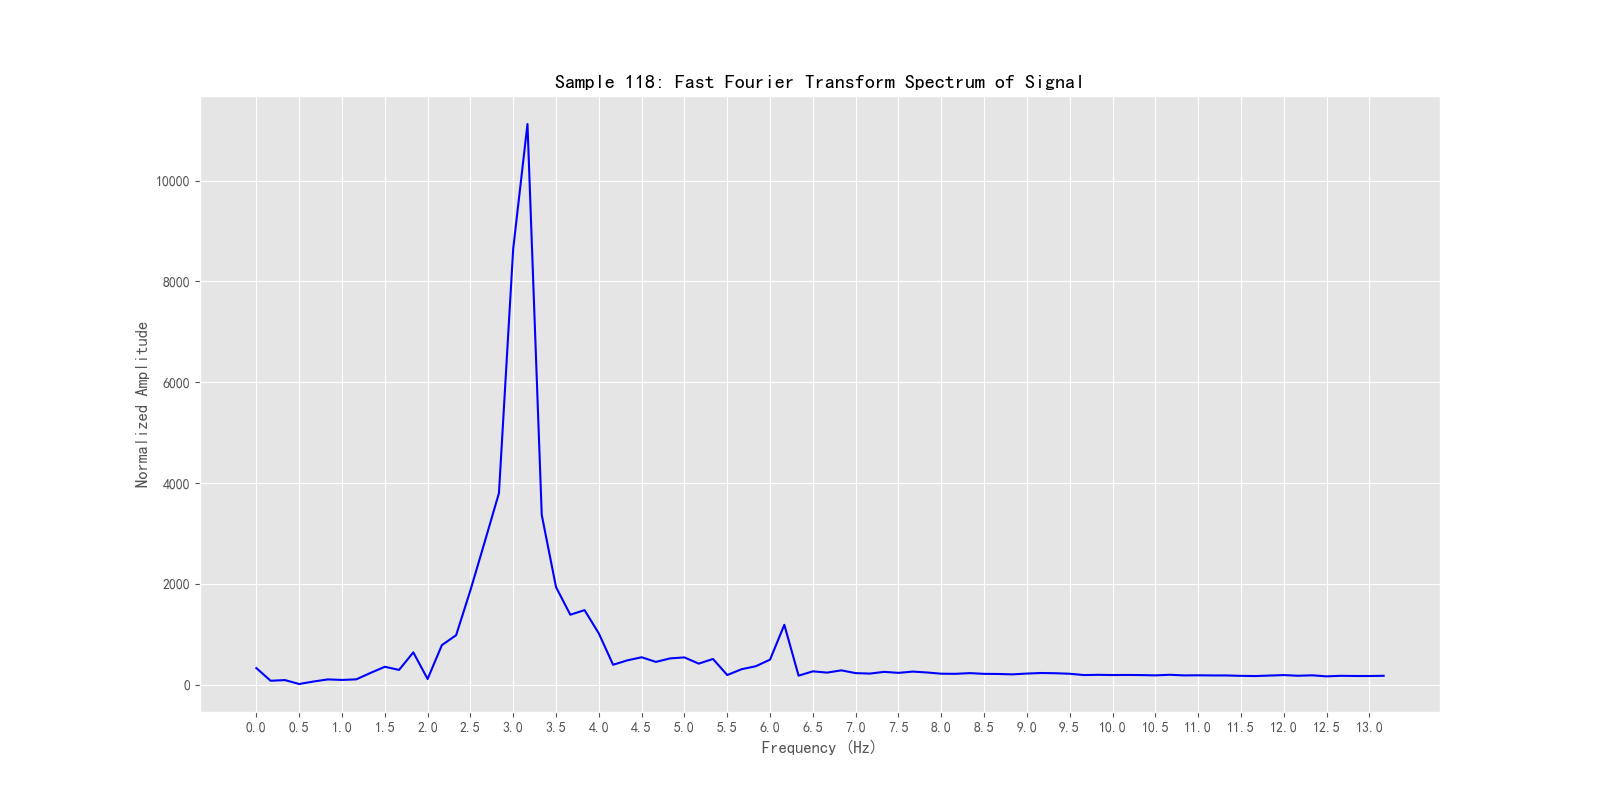 Sample 118: Fast Fourier Transform Spectrum of Signal
Normalized Amplitude
10000
8000
6000
4000
2000
0
0.0 0.5 1.0 1.5 2.0 2.5 3.0 3.5 4.0 4.5 5.0 5.5 6.0 6.5 7.0 7.5 8.0 8.5 9.0 9.5 10.0 10.5 11.0 11.5 12.0 12.5 13.0
Frequency (Hz)